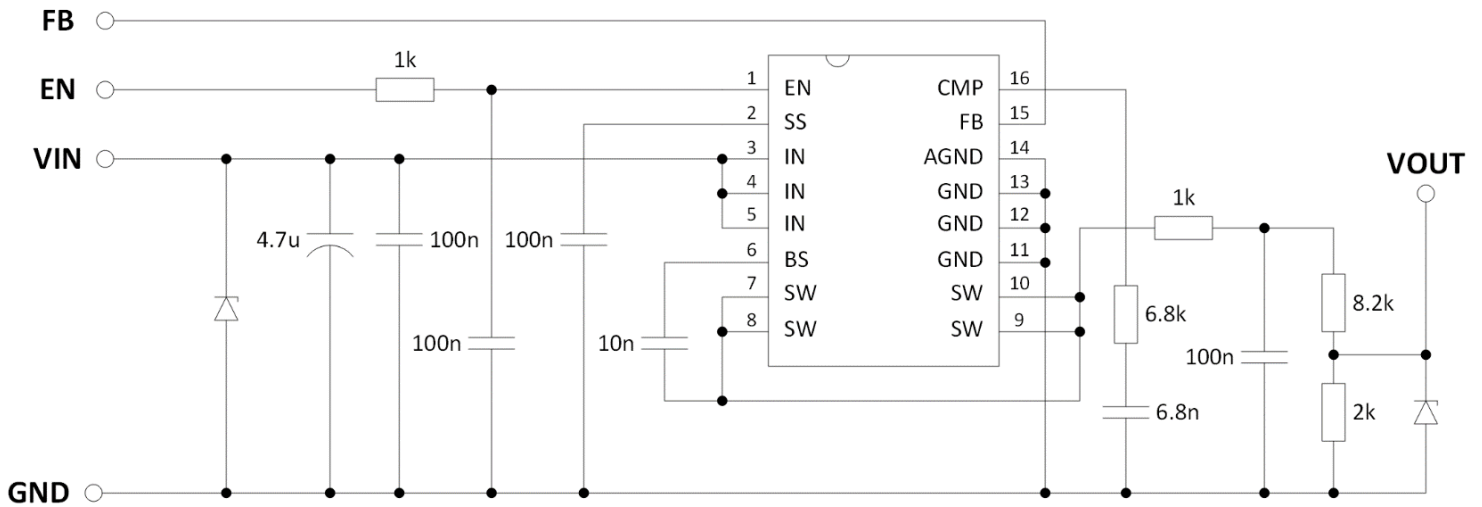 FB
EN
VIN
GND
VOUT
1k
4.7u
100n
100n
100n
10n
1 EN
2 SS
3 IN
4 IN
5 IN
6 BS
7 SW
8 SW
CMP 16
FB 15
AGND 14
GND 13
GND 12
GND 11
SW 10
SW 9
1k
6.8k
6.8n
100n
8.2k
2k